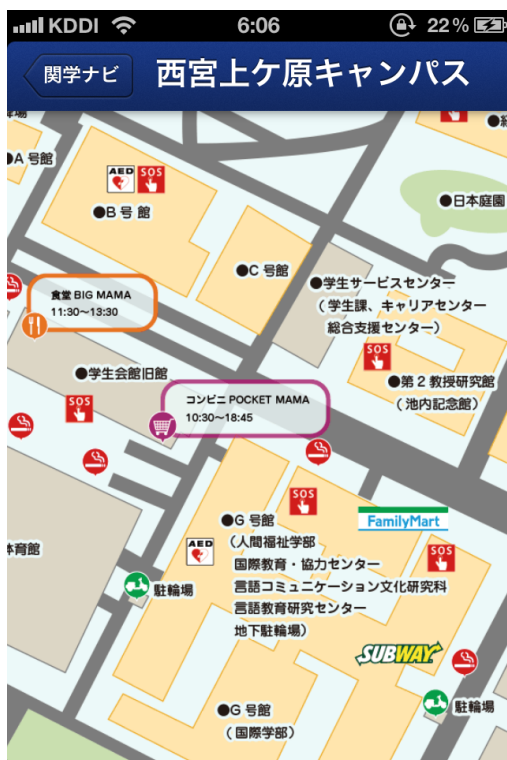 KDDI 6:06 22%
関学ナビ 西宮上ケ原キャンパス
●A 号館
AED SOS
●B 号 館
●日本庭園
●C 号館
●学生サービスセンター
(学生課、キャリアセンター
総合支援センター)
食堂 BIG MAMA
11:30～13:30
SOS
●学生会館旧館
●第2教授研究館
(池内記念館)
SOS
コンビニ POCKET MAMA
10:30～18:45
SOS
●G 号館
(人間福祉学部
国際教育・協力センター
言語コミュニケーション文化研究科
言語教育研究センター
地下駐輪場)
AED
FamilyMart
SOS
体育館
駐輪場
SUBWAY
●G 号館
(国際学部)
駐輪場